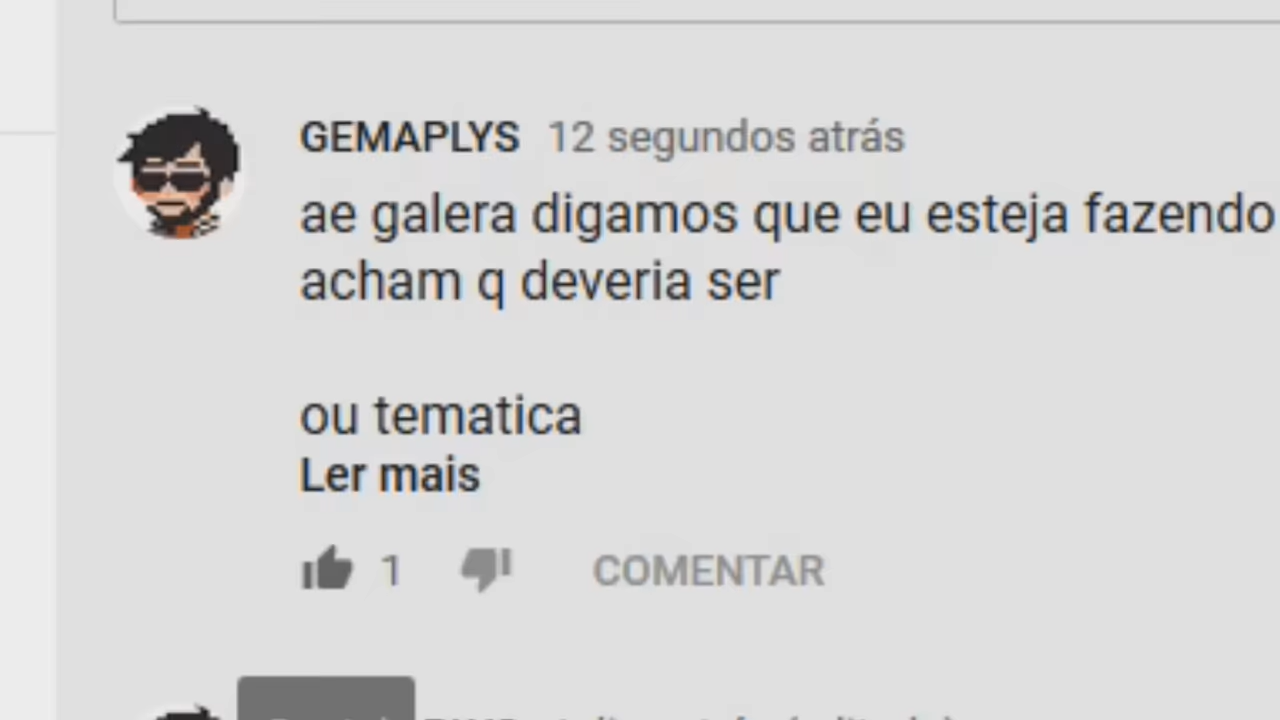 GEMAPLYS 12 segundos atrás
ae galera digamos que eu esteja fazendo
acham q deveria ser
ou tematica
Ler mais
1 COMENTAR